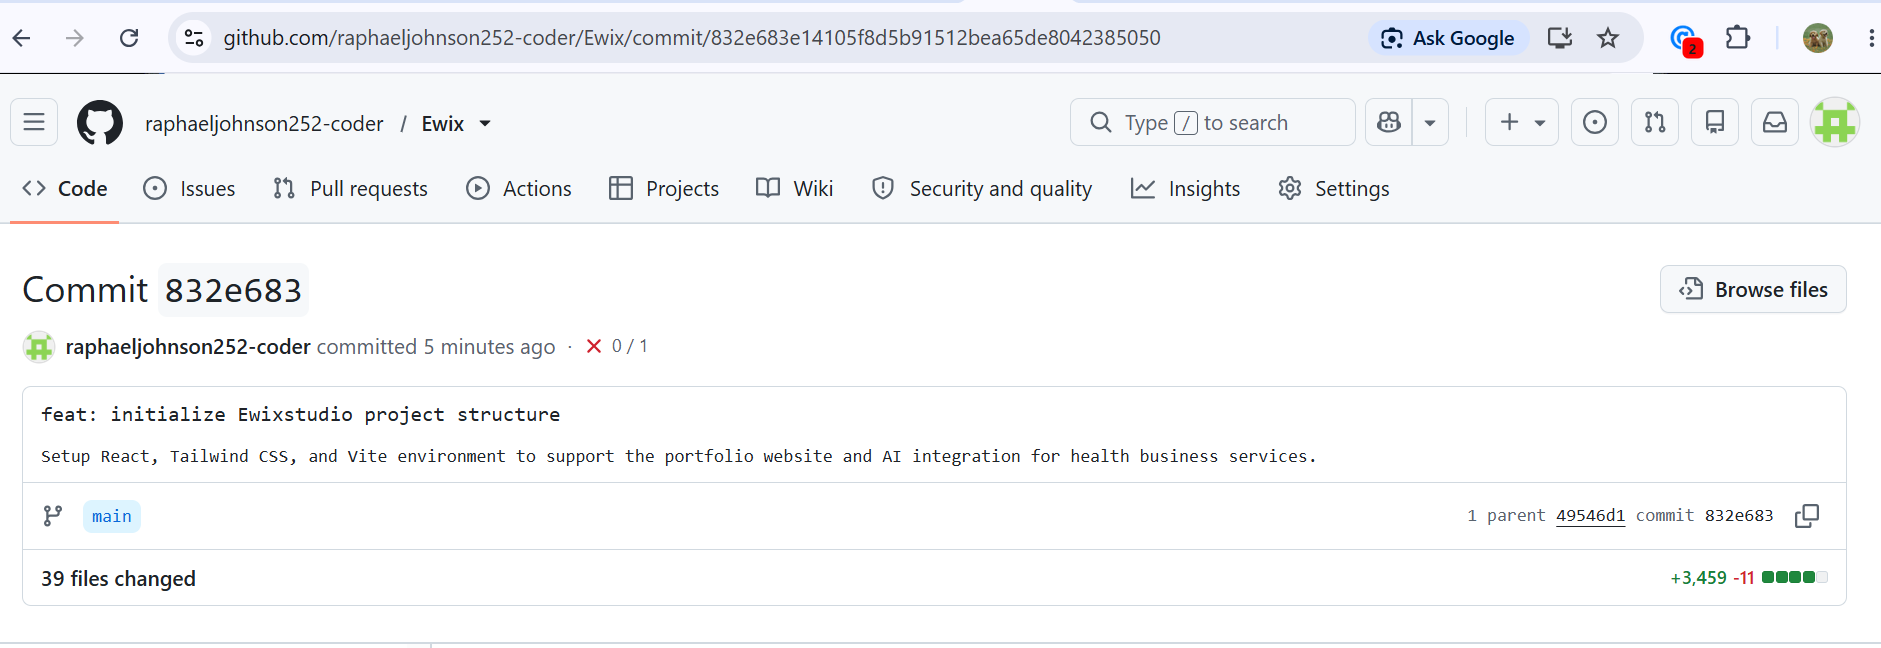 github.com/raphaeljohnson252-coder/Ewix/commit/832e683e14105f8d5b91512bea65de8042385050
Ask Google
2
raphaeljohnson252-coder / Ewix
Type / to search
Code Issues Pull requests Actions Projects Wiki Security and quality Insights Settings
Commit 832e683
Browse files
raphaeljohnson252-coder committed 5 minutes ago · 0 / 1
feat: initialize Ewixstudio project structure
Setup React, Tailwind CSS, and Vite environment to support the portfolio website and AI integration for health business services.
main
1 parent 49546d1 commit 832e683
39 files changed
+3,459 -11